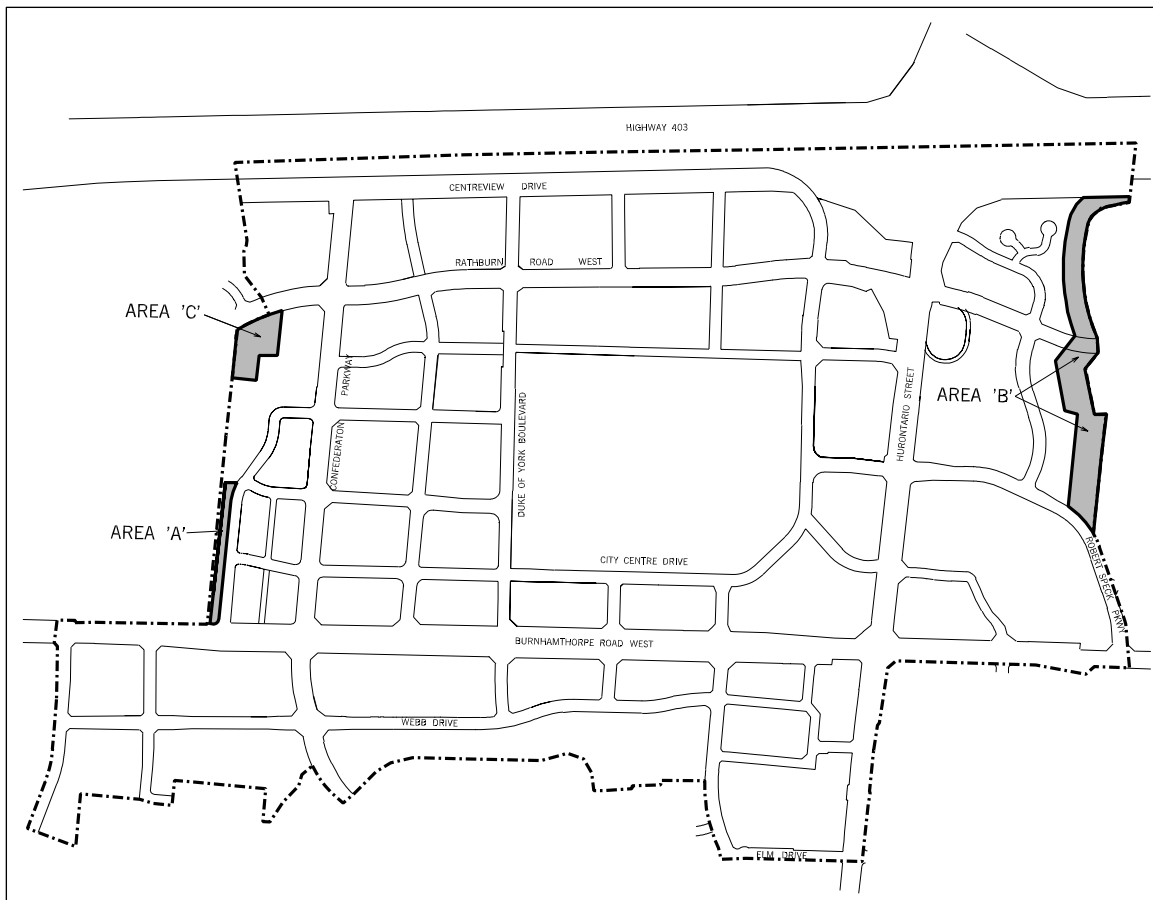 HIGHWAY 403
CENTREVIEW DRIVE
RATHBURN ROAD WEST
AREA 'C'
PARKWAY
CONFEDERATON
DUKE OF YORK BOULEVARD
HURONTARIO STREET
AREA 'B'
AREA 'A'
CITY CENTRE DRIVE
ROBERT SPECK PKWY
BURNHAMTHORPE ROAD WEST
WEBB DRIVE
ELM DRIVE